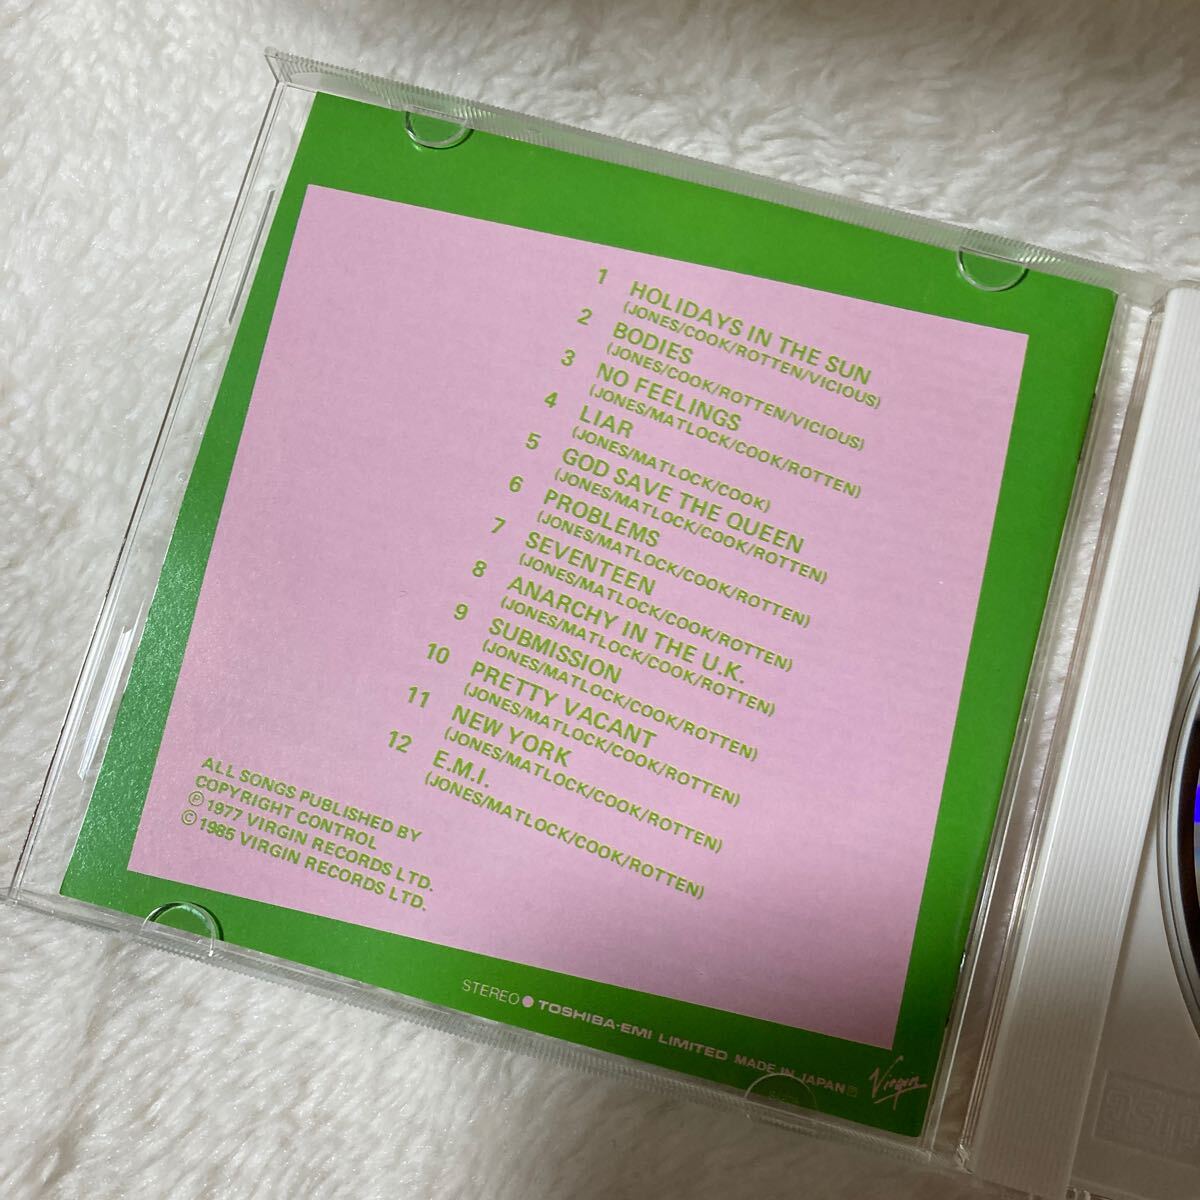 1 HOLIDAYS IN THE SUN
(JONES/COOK/ROTTEN/VICIOUS)
2 BODIES
(JONES/COOK/ROTTEN/VICIOUS)
3 NO FEELINGS
(JONES/MATLOCK/COOK/ROTTEN)
4 LIAR
(JONES/MATLOCK/COOK)
5 GOD SAVE THE QUEEN
(JONES/MATLOCK/COOK/ROTTEN)
6 PROBLEMS
(JONES/MATLOCK/COOK/ROTTEN)
7 SEVENTEEN
(JONES/MATLOCK/COOK/ROTTEN)
8 ANARCHY IN THE U.K.
(JONES/MATLOCK/COOK/ROTTEN)
9 SUBMISSION
(JONES/MATLOCK/COOK/ROTTEN)
10 PRETTY VACANT
(JONES/MATLOCK/COOK/ROTTEN)
11 NEW YORK
(JONES/MATLOCK/COOK/ROTTEN)
12 E.M.I.
(JONES/MATLOCK/COOK/ROTTEN)
ALL SONGS PUBLISHED BY
COPYRIGHT CONTROL
℗ 1977 VIRGIN RECORDS LTD.
© 1985 VIRGIN RECORDS LTD.
STEREO ● TOSHIBA-EMI LIMITED MADE IN JAPAN
Virgin